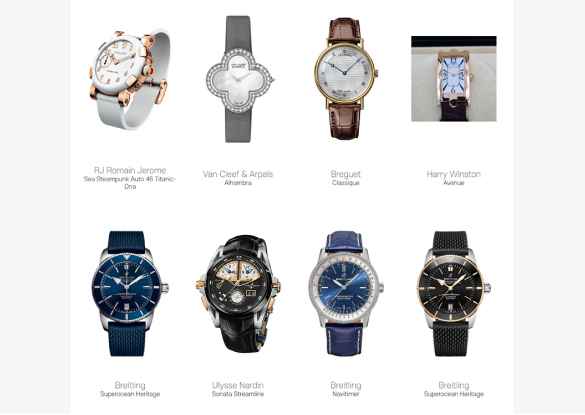 RJ Romain Jerome
Sea Steampunk Auto 46 Titanic-
Dna
Van Cleef & Arpels
Alhambra
Breguet
Classique
Harry Winston
Avenue
Breitling
Superocean Heritage
Ulysse Nardin
Sonata Streamline
Breitling
Navitimer
Breitling
Superocean Heritage